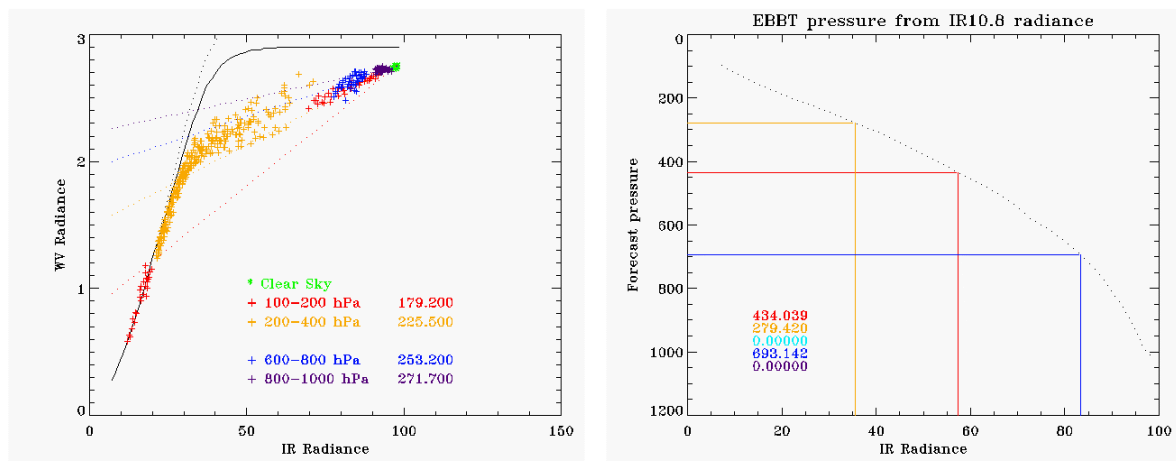 3
2
1
0
WV Radiance
* Clear Sky
+ 100-200 hPa 179.200
+ 200-400 hPa 225.500
+ 600-800 hPa 253.200
+ 800-1000 hPa 271.700
0 50 100 150
IR Radiance
EBBT pressure from IR10.8 radiance
0
200
400
600
800
1000
1200
Forecast pressure
434.039
279.420
0.00000
693.142
0.00000
0 20 40 60 80 100
IR Radiance